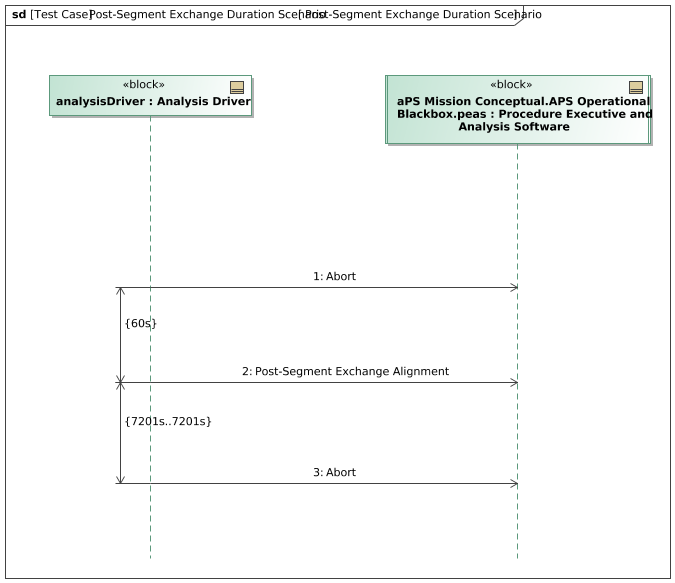 sd [Test Case] Post-Segment Exchange Duration Scenario [ Post-Segment Exchange Duration Scenario ]
«block»
analysisDriver : Analysis Driver
«block»
aPS Mission Conceptual.APS Operational
Blackbox.peas : Procedure Executive and
Analysis Software
1: Abort
{60s}
2: Post-Segment Exchange Alignment
{7201s..7201s}
3: Abort